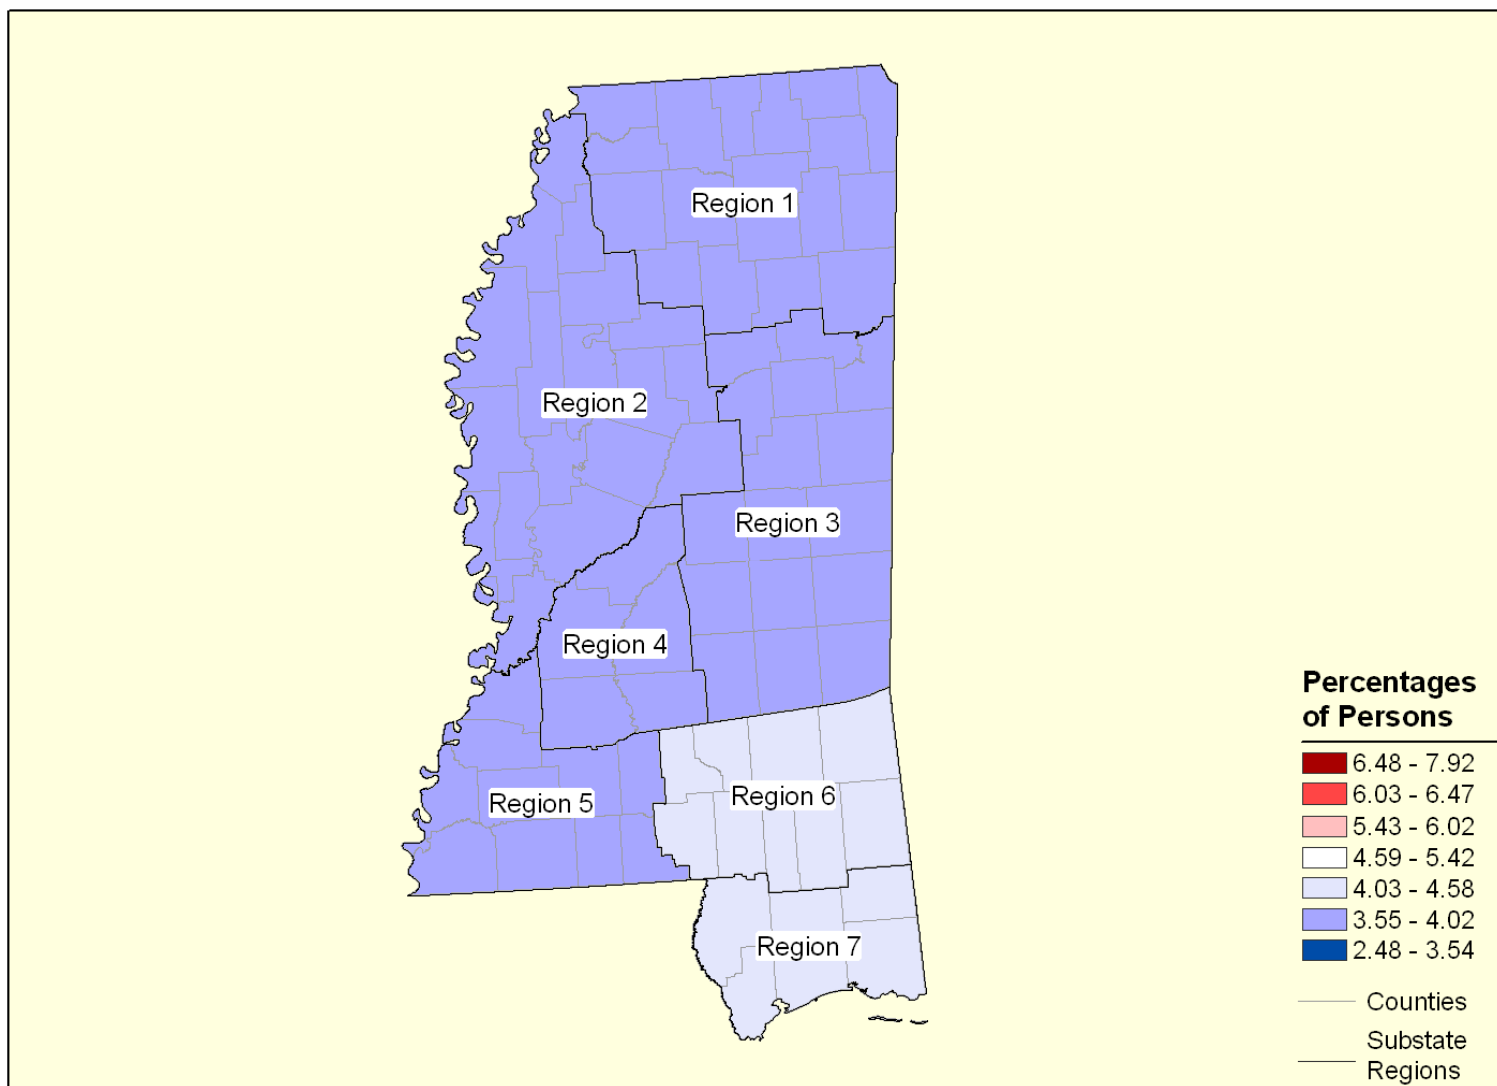 Region 1
Region 2
Region 3
Region 4
Region 5
Region 6
Region 7
Percentages
of Persons
6.48 - 7.92
6.03 - 6.47
5.43 - 6.02
4.59 - 5.42
4.03 - 4.58
3.55 - 4.02
2.48 - 3.54
Counties
Substate
Regions